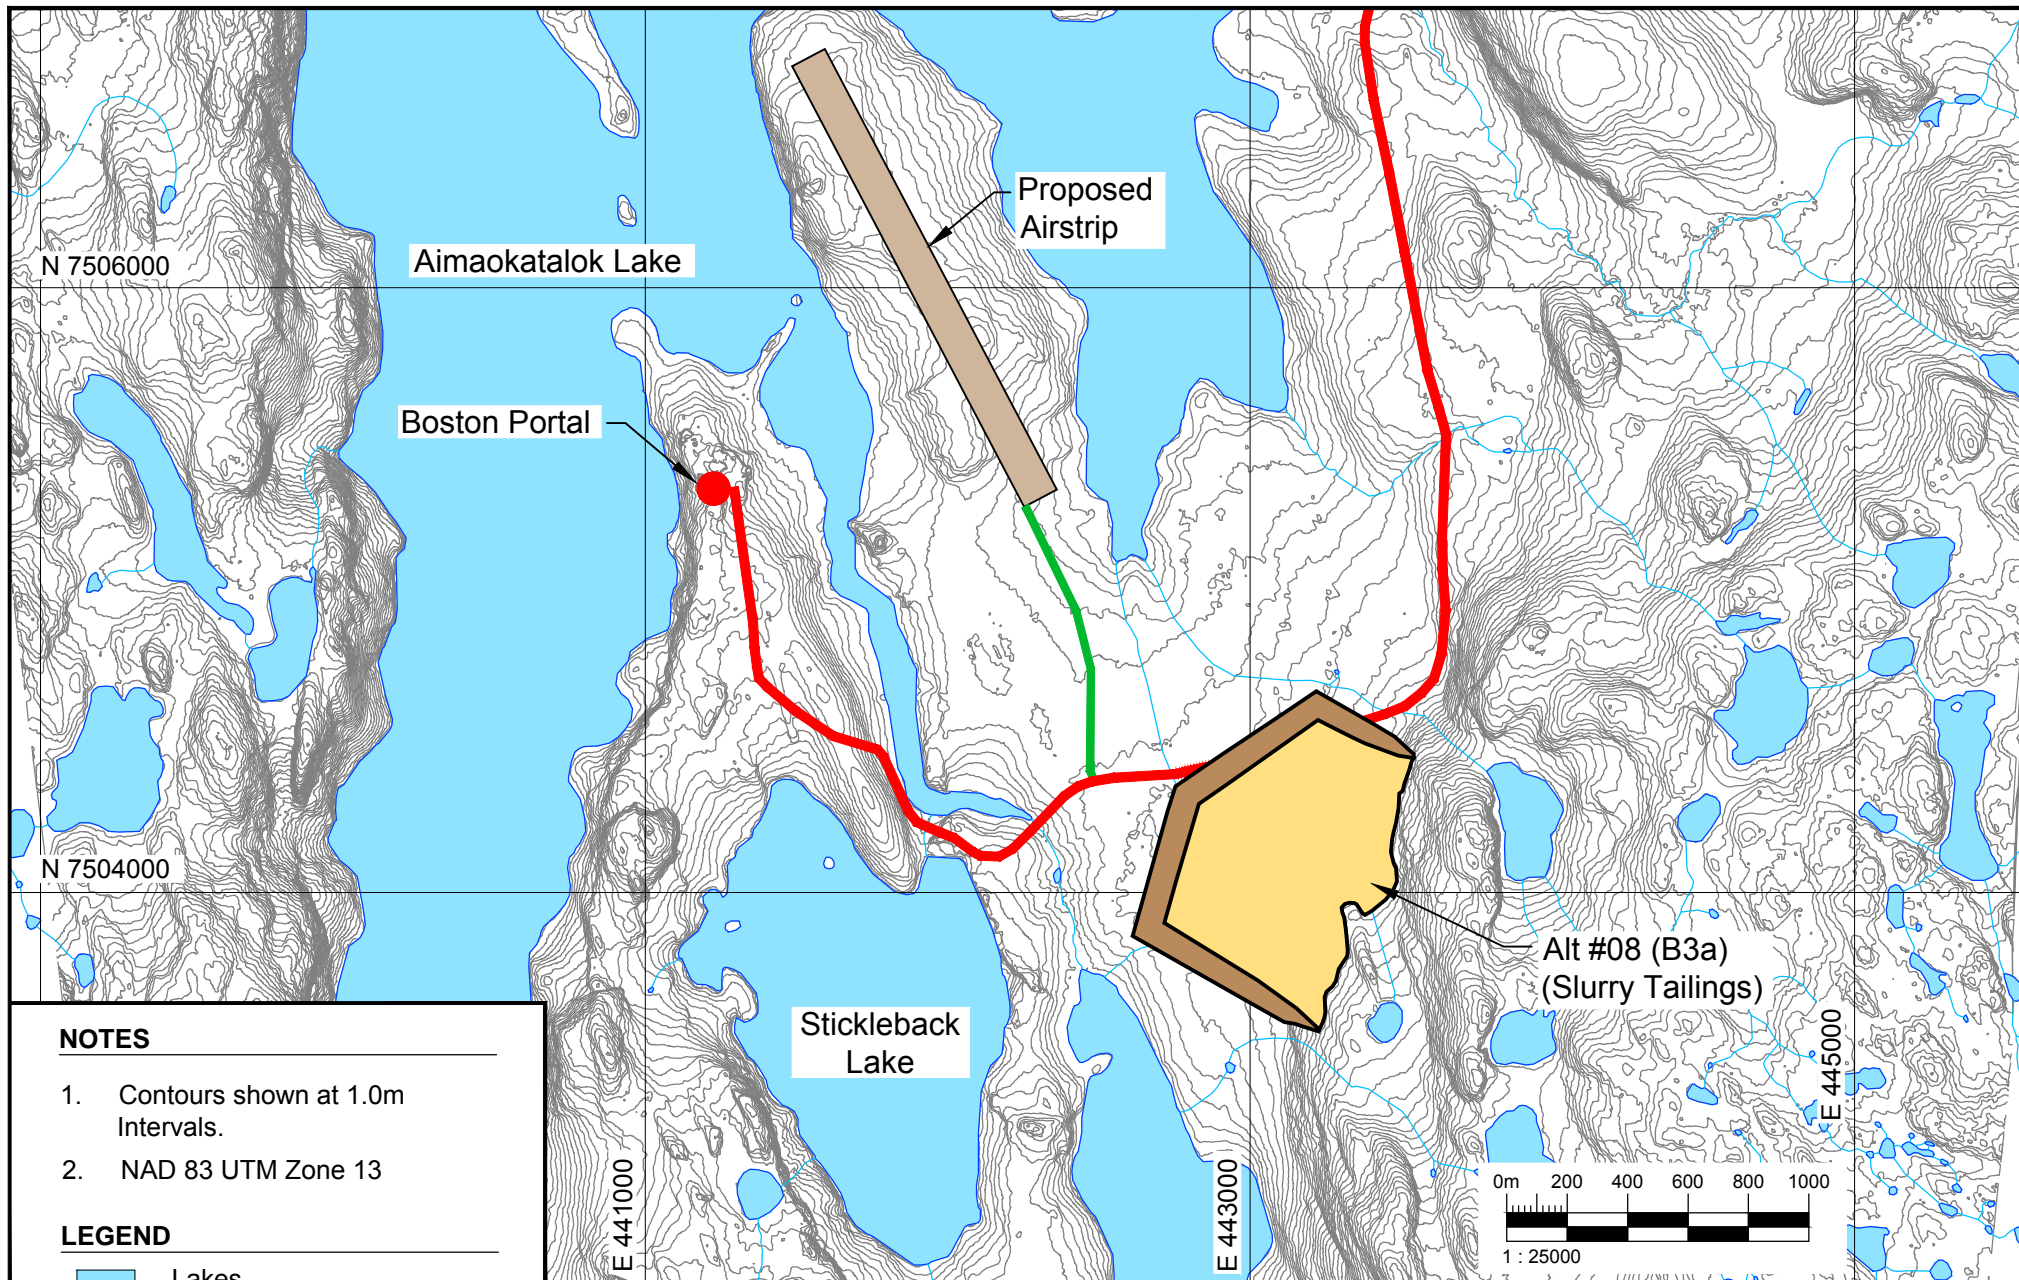 Proposed
Airstrip
N 7506000
Aimaokatalok Lake
Boston Portal
N 7504000
Alt #08 (B3a)
(Slurry Tailings)
Stickleback
Lake
E 441000
E 443000
E 445000
NOTES
1. Contours shown at 1.0m
Intervals.
2. NAD 83 UTM Zone 13
LEGEND
Lakes
0m 200 400 600 800 1000
1 : 25000